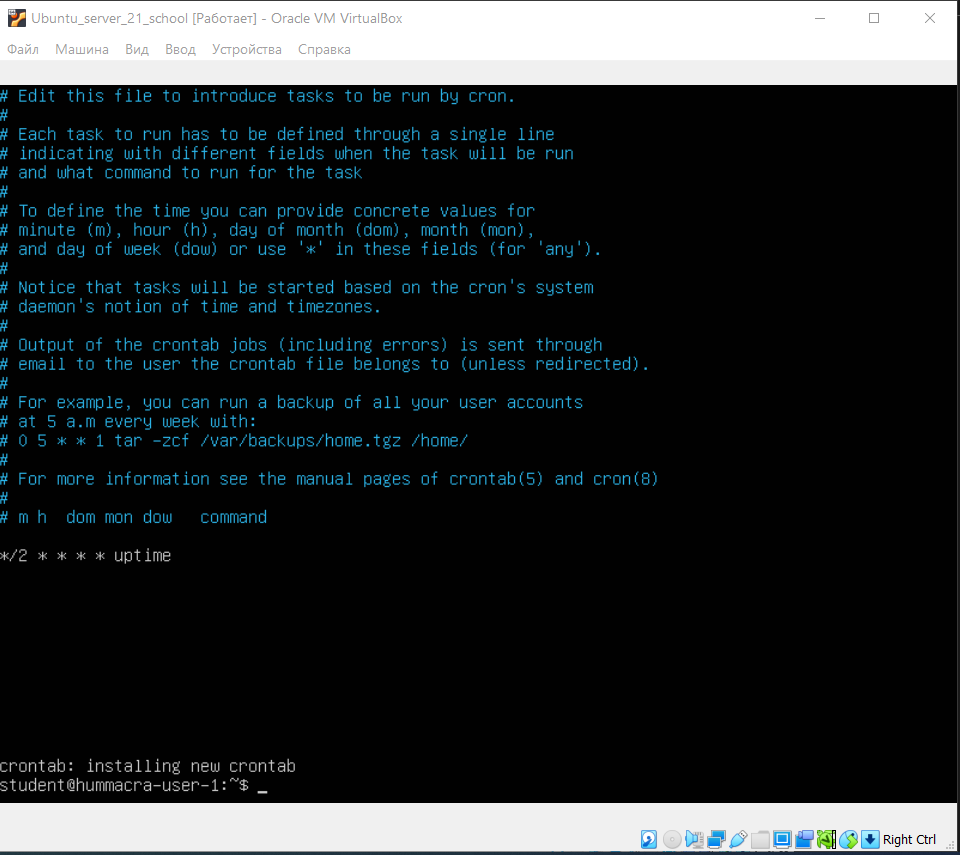 Ubuntu_server_21_school [Работает] - Oracle VM VirtualBox
Файл Машина Вид Ввод Устройства Справка
# Edit this file to introduce tasks to be run by cron.
#
# Each task to run has to be defined through a single line
# indicating with different fields when the task will be run
# and what command to run for the task
#
# To define the time you can provide concrete values for
# minute (m), hour (h), day of month (dom), month (mon),
# and day of week (dow) or use '*' in these fields (for 'any').
#
# Notice that tasks will be started based on the cron's system
# daemon's notion of time and timezones.
#
# Output of the crontab jobs (including errors) is sent through
# email to the user the crontab file belongs to (unless redirected).
#
# For example, you can run a backup of all your user accounts
# at 5 a.m every week with:
# 0 5 * * 1 tar -zcf /var/backups/home.tgz /home/
#
# For more information see the manual pages of crontab(5) and cron(8)
#
# m h  dom mon dow   command
*/2 * * * * uptime
crontab: installing new crontab
student@hummacra-user-1:~$ _
Right Ctrl